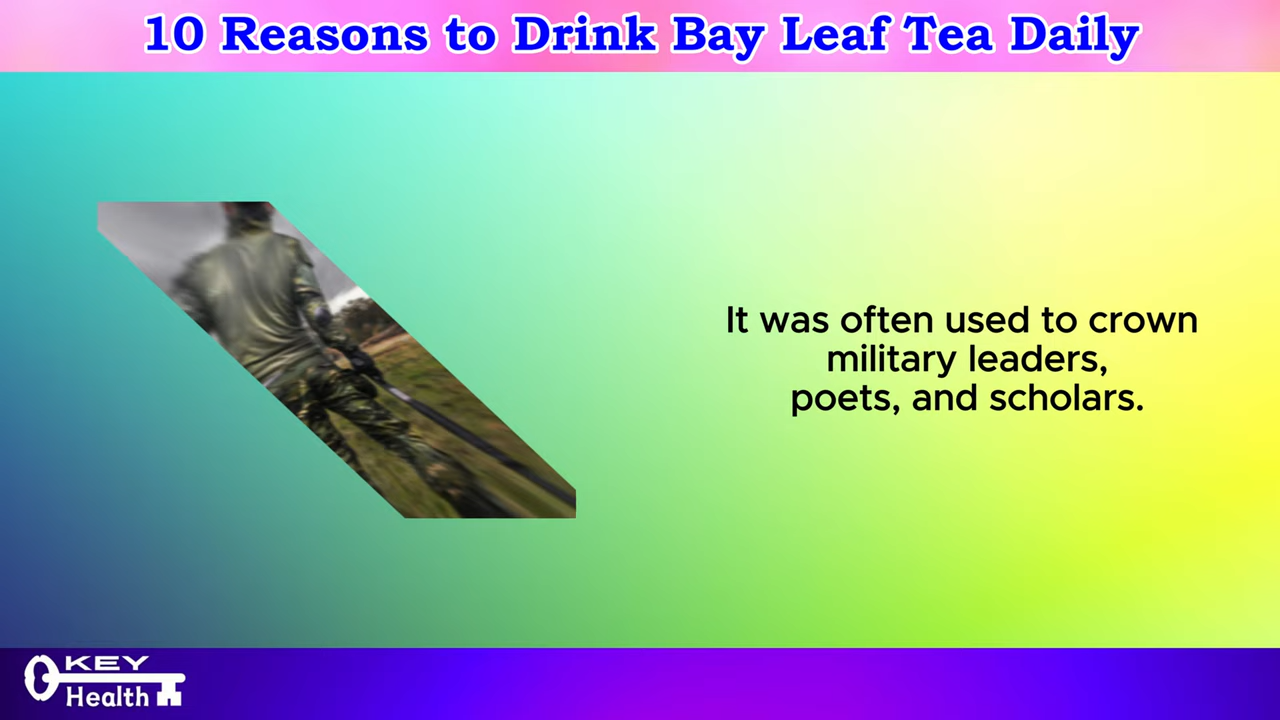 10 Reasons to Drink Bay Leaf Tea Daily
It was often used to crown
military leaders,
poets, and scholars.
KEY
Health